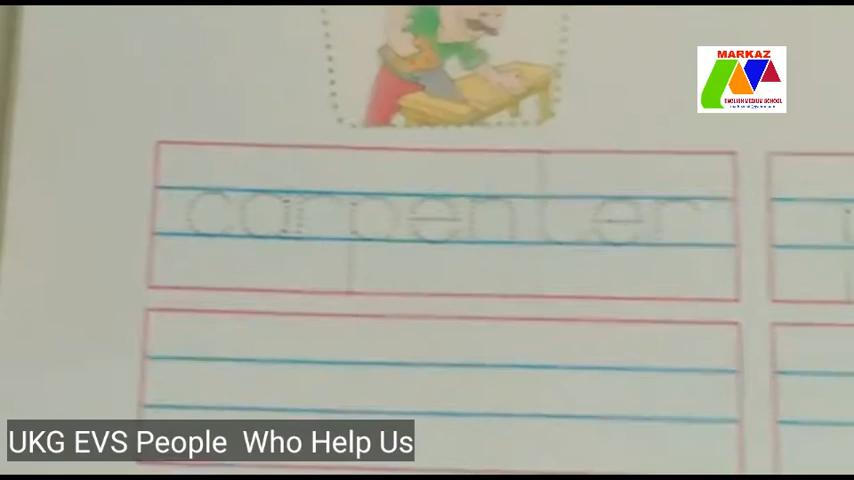 MARKAZ
ENGLISH MEDIUM SCHOOL
carpenter
UKG EVS People Who Help Us